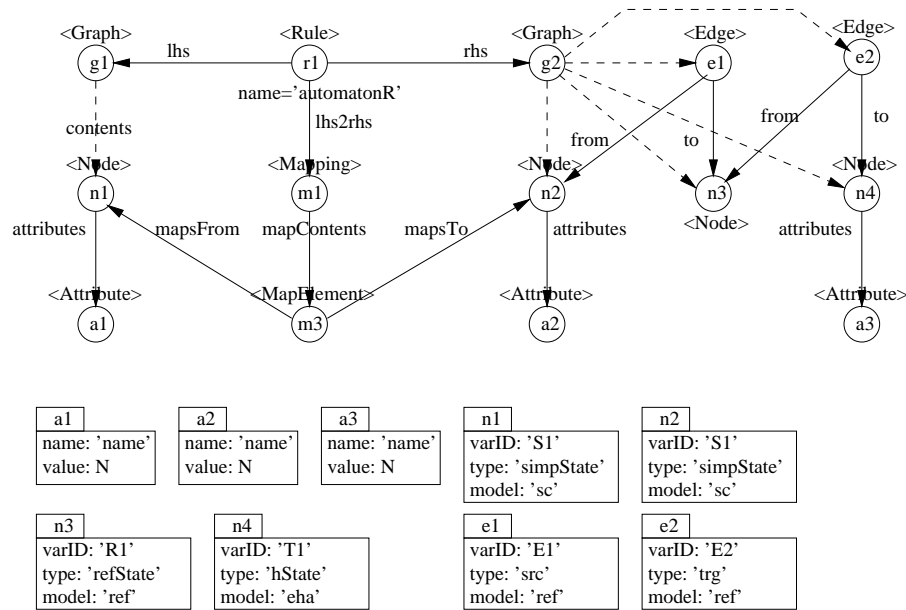 <Graph> <Rule> <Graph> <Edge> <Edge>
lhs rhs
g1 r1 g2 e1 e2
name='automatonR'
contents lhs2rhs from to from to
<Node> <Mapping> <Node> <Node>
n1 m1 n2 n3 n4
attributes mapsFrom mapContents mapsTo attributes <Node> attributes
<Attribute> <MapElement> <Attribute> <Attribute>
a1 m3 a2 a3
a1
name: 'name'
value: N
a2
name: 'name'
value: N
a3
name: 'name'
value: N
n1
varID: 'S1'
type: 'simpState'
model: 'sc'
n2
varID: 'S1'
type: 'simpState'
model: 'sc'
n3
varID: 'R1'
type: 'refState'
model: 'ref'
n4
varID: 'T1'
type: 'hState'
model: 'eha'
e1
varID: 'E1'
type: 'src'
model: 'ref'
e2
varID: 'E2'
type: 'trg'
model: 'ref'